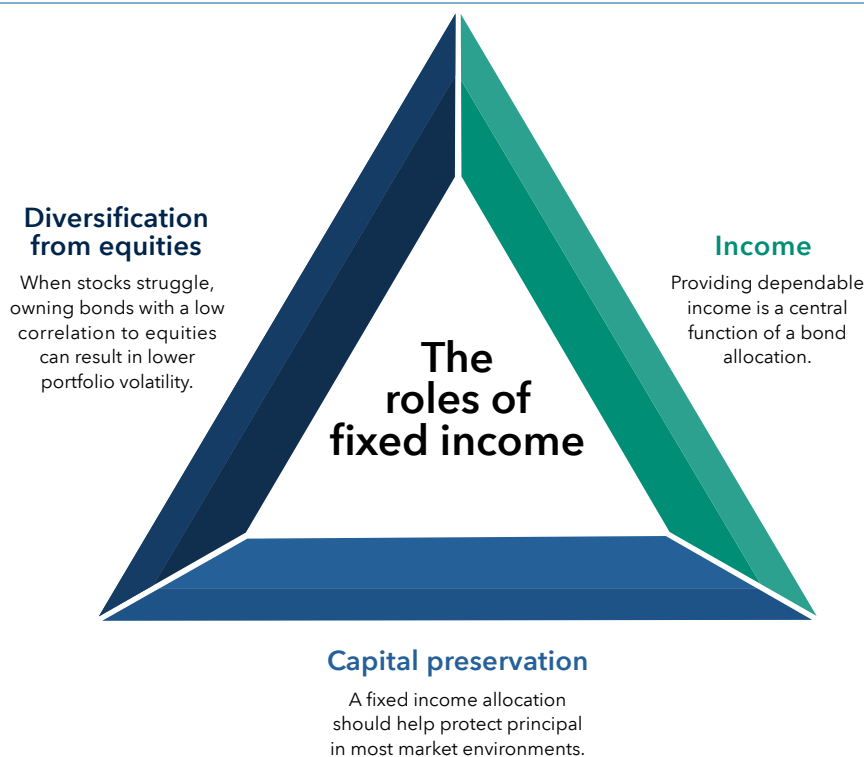 Diversification
from equities
When stocks struggle,
owning bonds with a low
correlation to equities
can result in lower
portfolio volatility.
Income
Providing dependable
income is a central
function of a bond
allocation.
The
roles of
fixed income
Capital preservation
A fixed income allocation
should help protect principal
in most market environments.